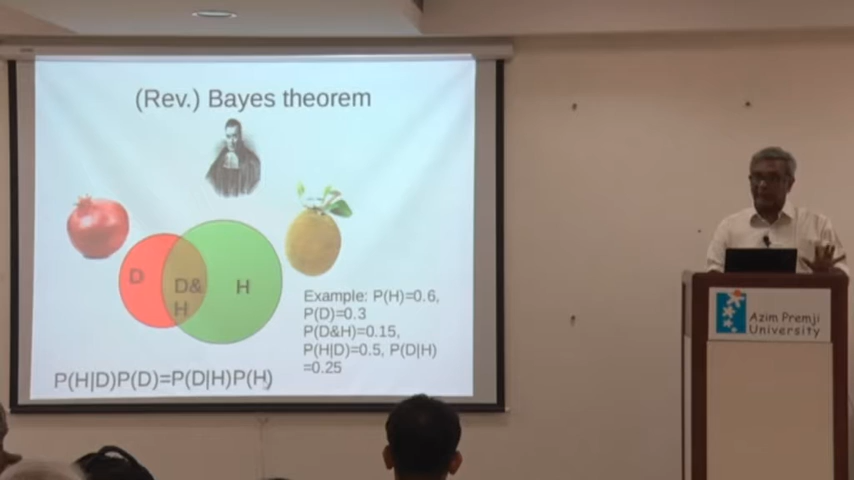 (Rev.) Bayes theorem
D
D&
H
H
Example: P(H)=0.6,
P(D)=0.3
P(D&H)=0.15,
P(H|D)=0.5, P(D|H)
=0.25
P(H|D)P(D)=P(D|H)P(H)
Azim Premji
University